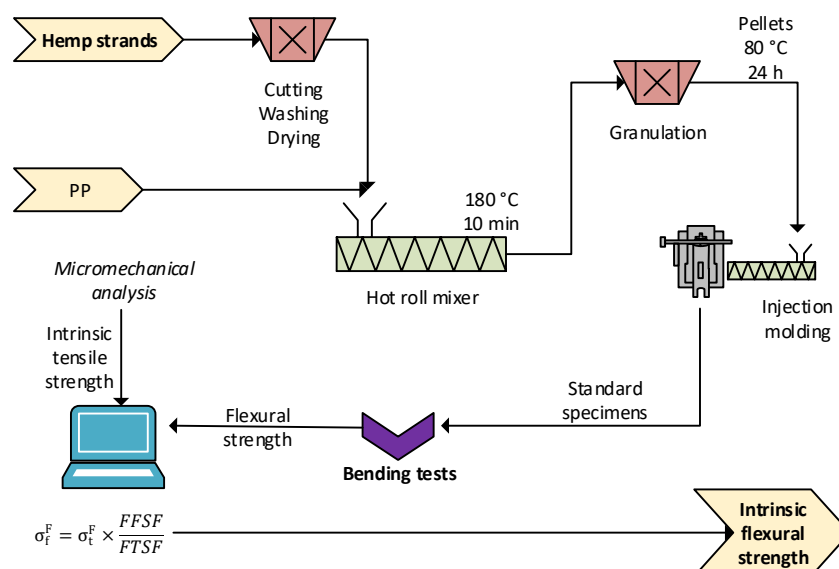 Hemp strands
Cutting
Washing
Drying
PP
180 °C
10 min
Hot roll mixer
Granulation
Pellets
80 °C
24 h
Injection
molding
Standard
specimens
Bending tests
Flexural
strength
Micromechanical
analysis
Intrinsic
tensile
strength
σ_f^F = σ_t^F × FFSF/FTSF
Intrinsic
flexural
strength